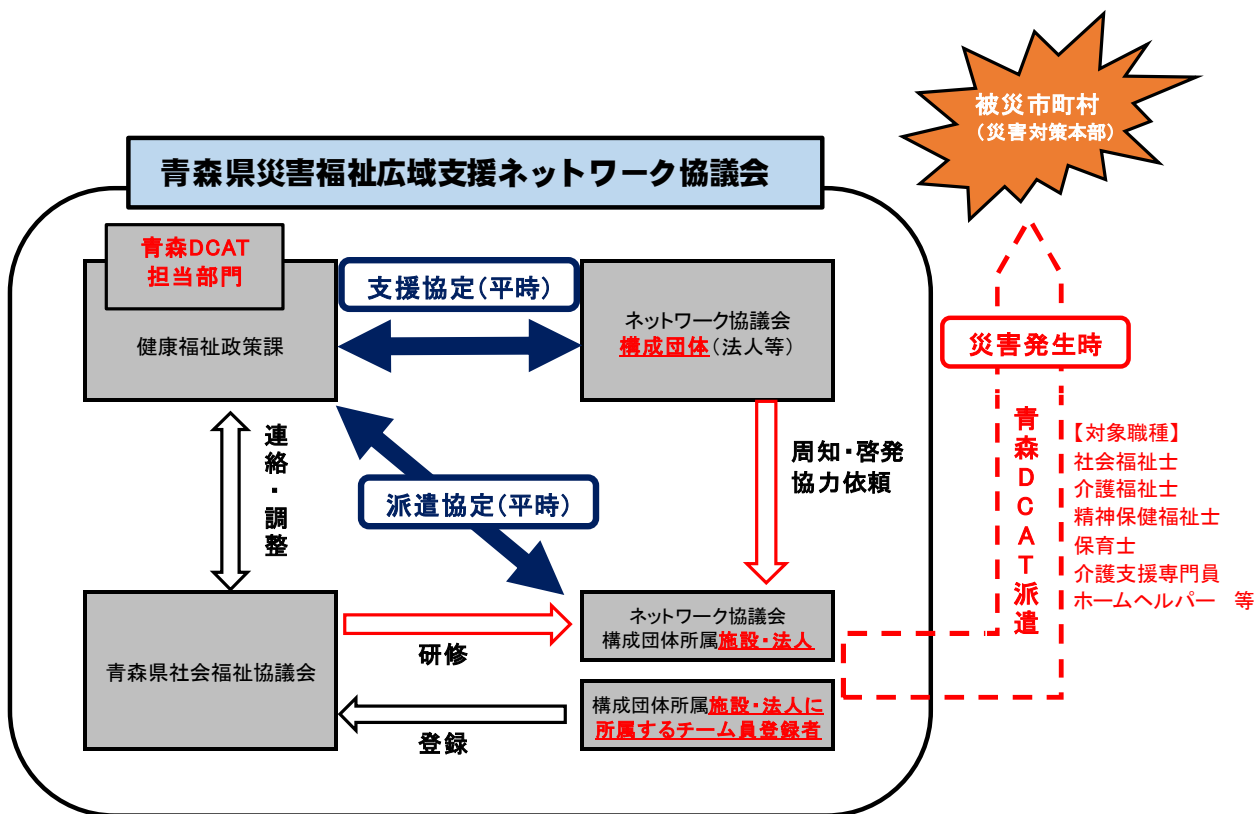 被災市町村
（災害対策本部）
青森県災害福祉広域支援ネットワーク協議会
青森DCAT
担当部門
健康福祉政策課
支援協定(平時)
ネットワーク協議会
構成団体(法人等)
災害発生時
連絡・調整
派遣協定(平時)
周知・啓発
協力依頼
青森DCAT派遣
【対象職種】
社会福祉士
介護福祉士
精神保健福祉士
保育士
介護支援専門員
ホームヘルパー　等
青森県社会福祉協議会
研修
ネットワーク協議会
構成団体所属施設・法人
登録
構成団体所属施設・法人に
所属するチーム員登録者